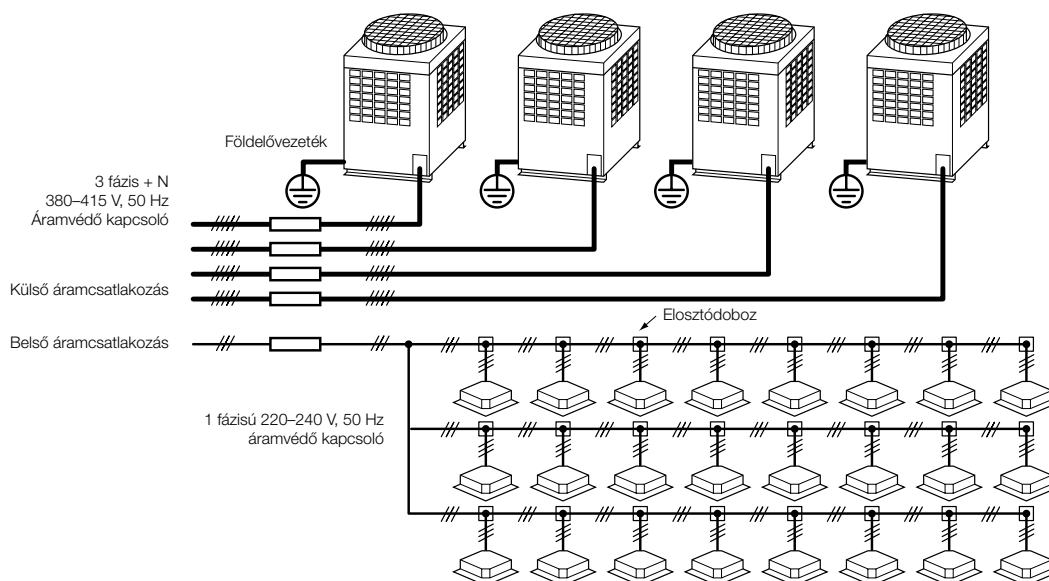 Földelővezeték
3 fázis + N
380–415 V, 50 Hz
Áramvédő kapcsoló
Külső áramcsatlakozás
Elosztódoboz
Belső áramcsatlakozás
1 fázisú 220–240 V, 50 Hz
áramvédő kapcsoló